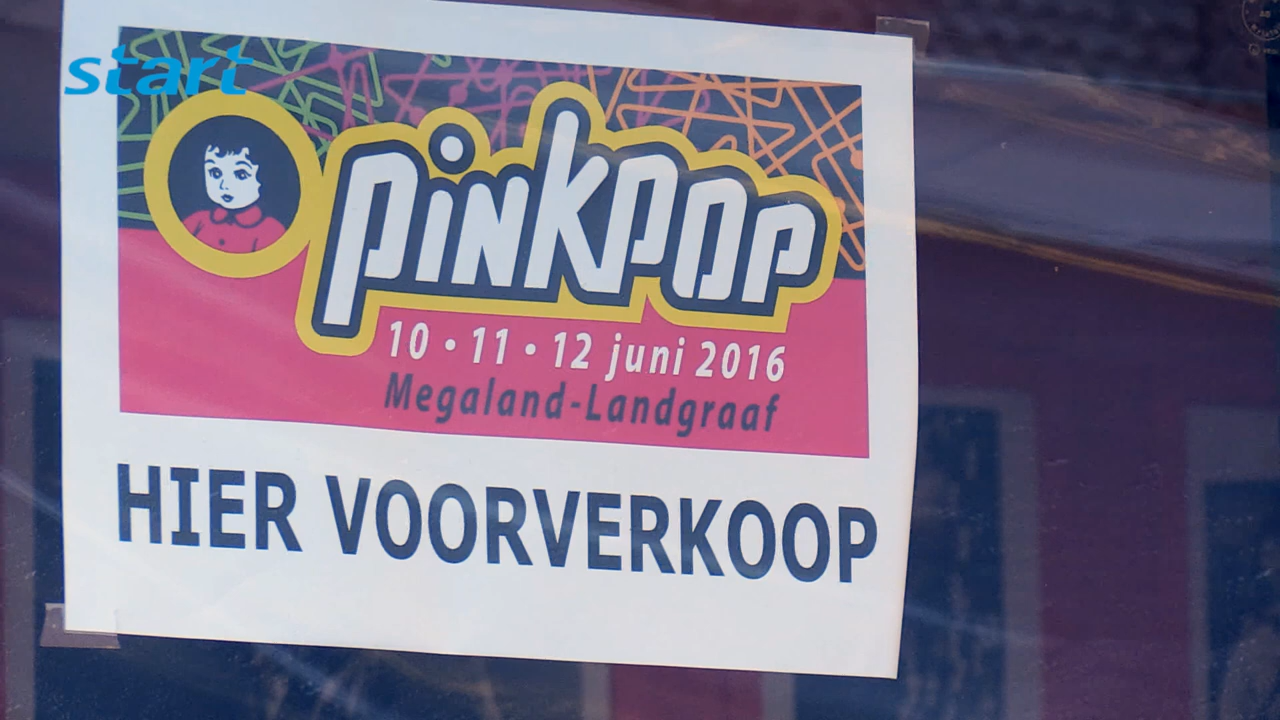 start
pinkpop
10 • 11 • 12 juni 2016
Megaland-Landgraaf
HIER VOORVERKOOP